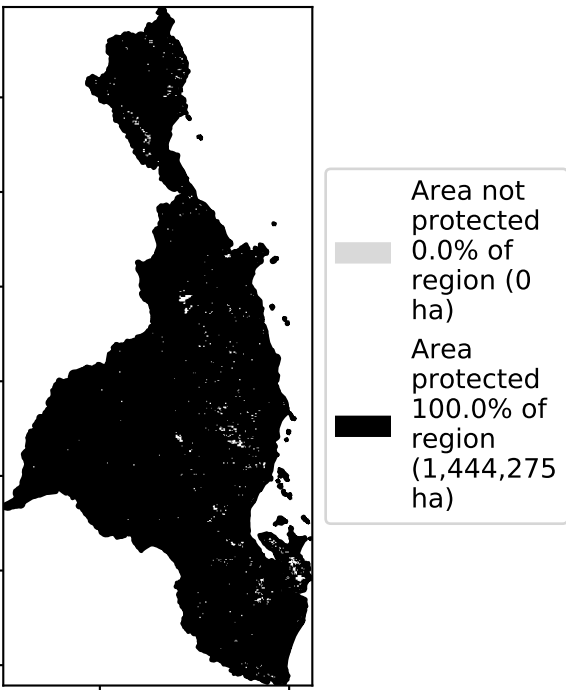 Area not
protected
0.0% of
region (0
ha)
Area
protected
100.0% of
region
(1,444,275
ha)